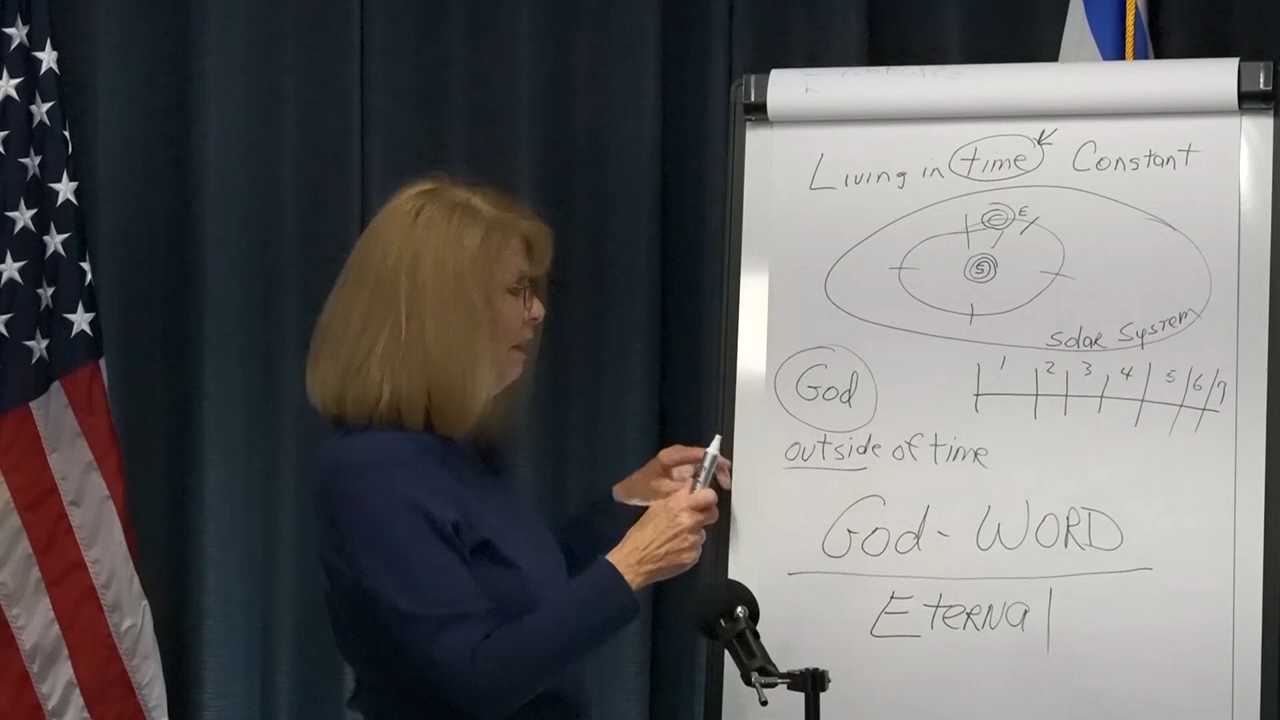 Living in time Constant
E
S
Solar System
1 2 3 4 5 6 7
God
outside of time
God - WORD
Eternal